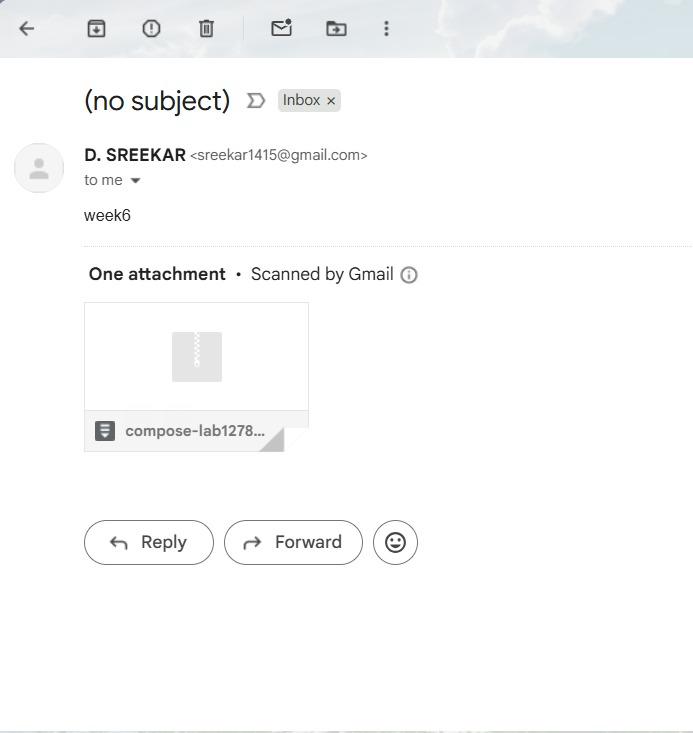 (no subject) Inbox ×
D. SREEKAR <sreekar1415@gmail.com>
to me
week6
One attachment • Scanned by Gmail
compose-lab1278...
Reply Forward